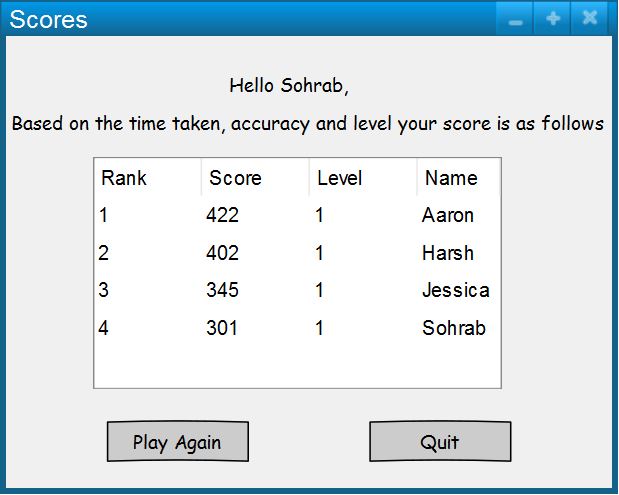 Scores
Hello Sohrab,
Based on the time taken, accuracy and level your score is as follows
Rank Score Level Name
1 422 1 Aaron
2 402 1 Harsh
3 345 1 Jessica
4 301 1 Sohrab
Play Again Quit